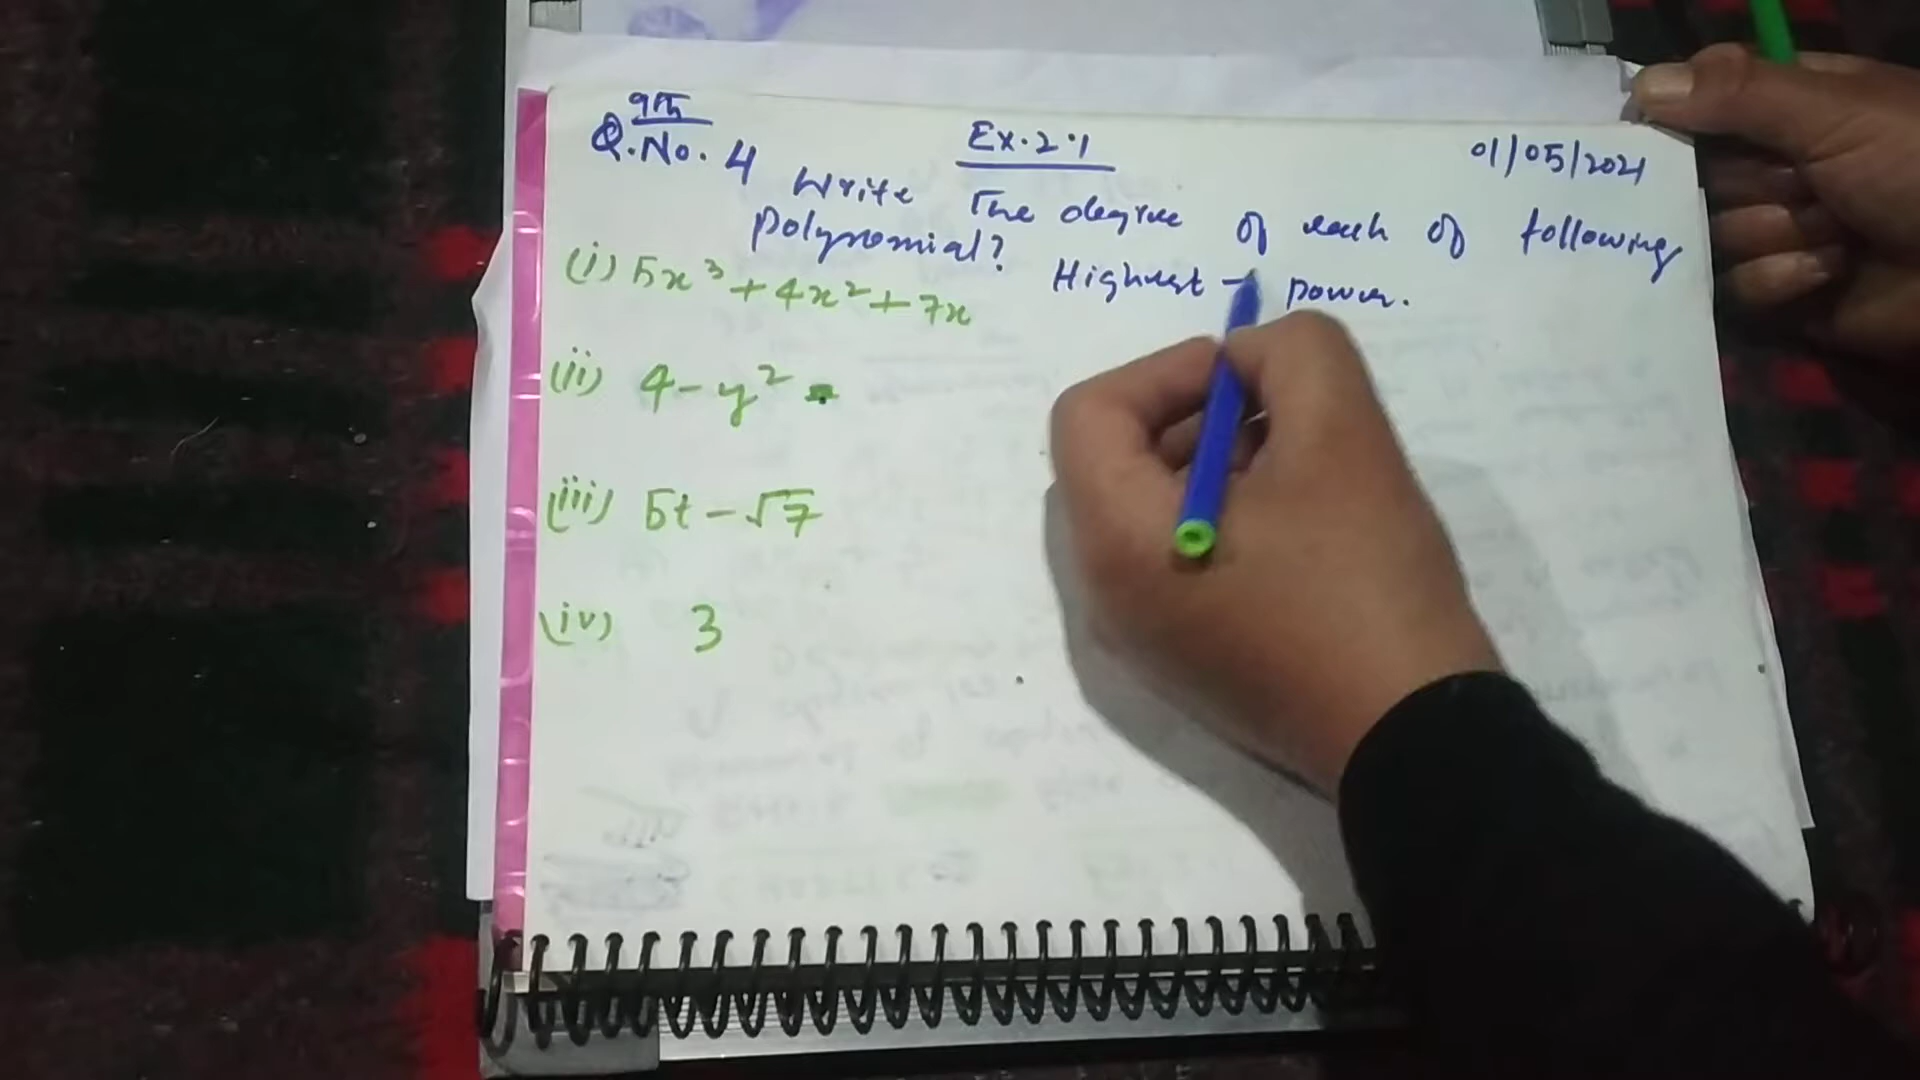 9th
Ex.2.1
01/05/2021
Q.No. 4 Write The degree of each of following
polynomial? Highest - power.
(i) 5x³ + 4x² + 7x
(ii) 4 - y²
(iii) 5t - √7
(iv) 3